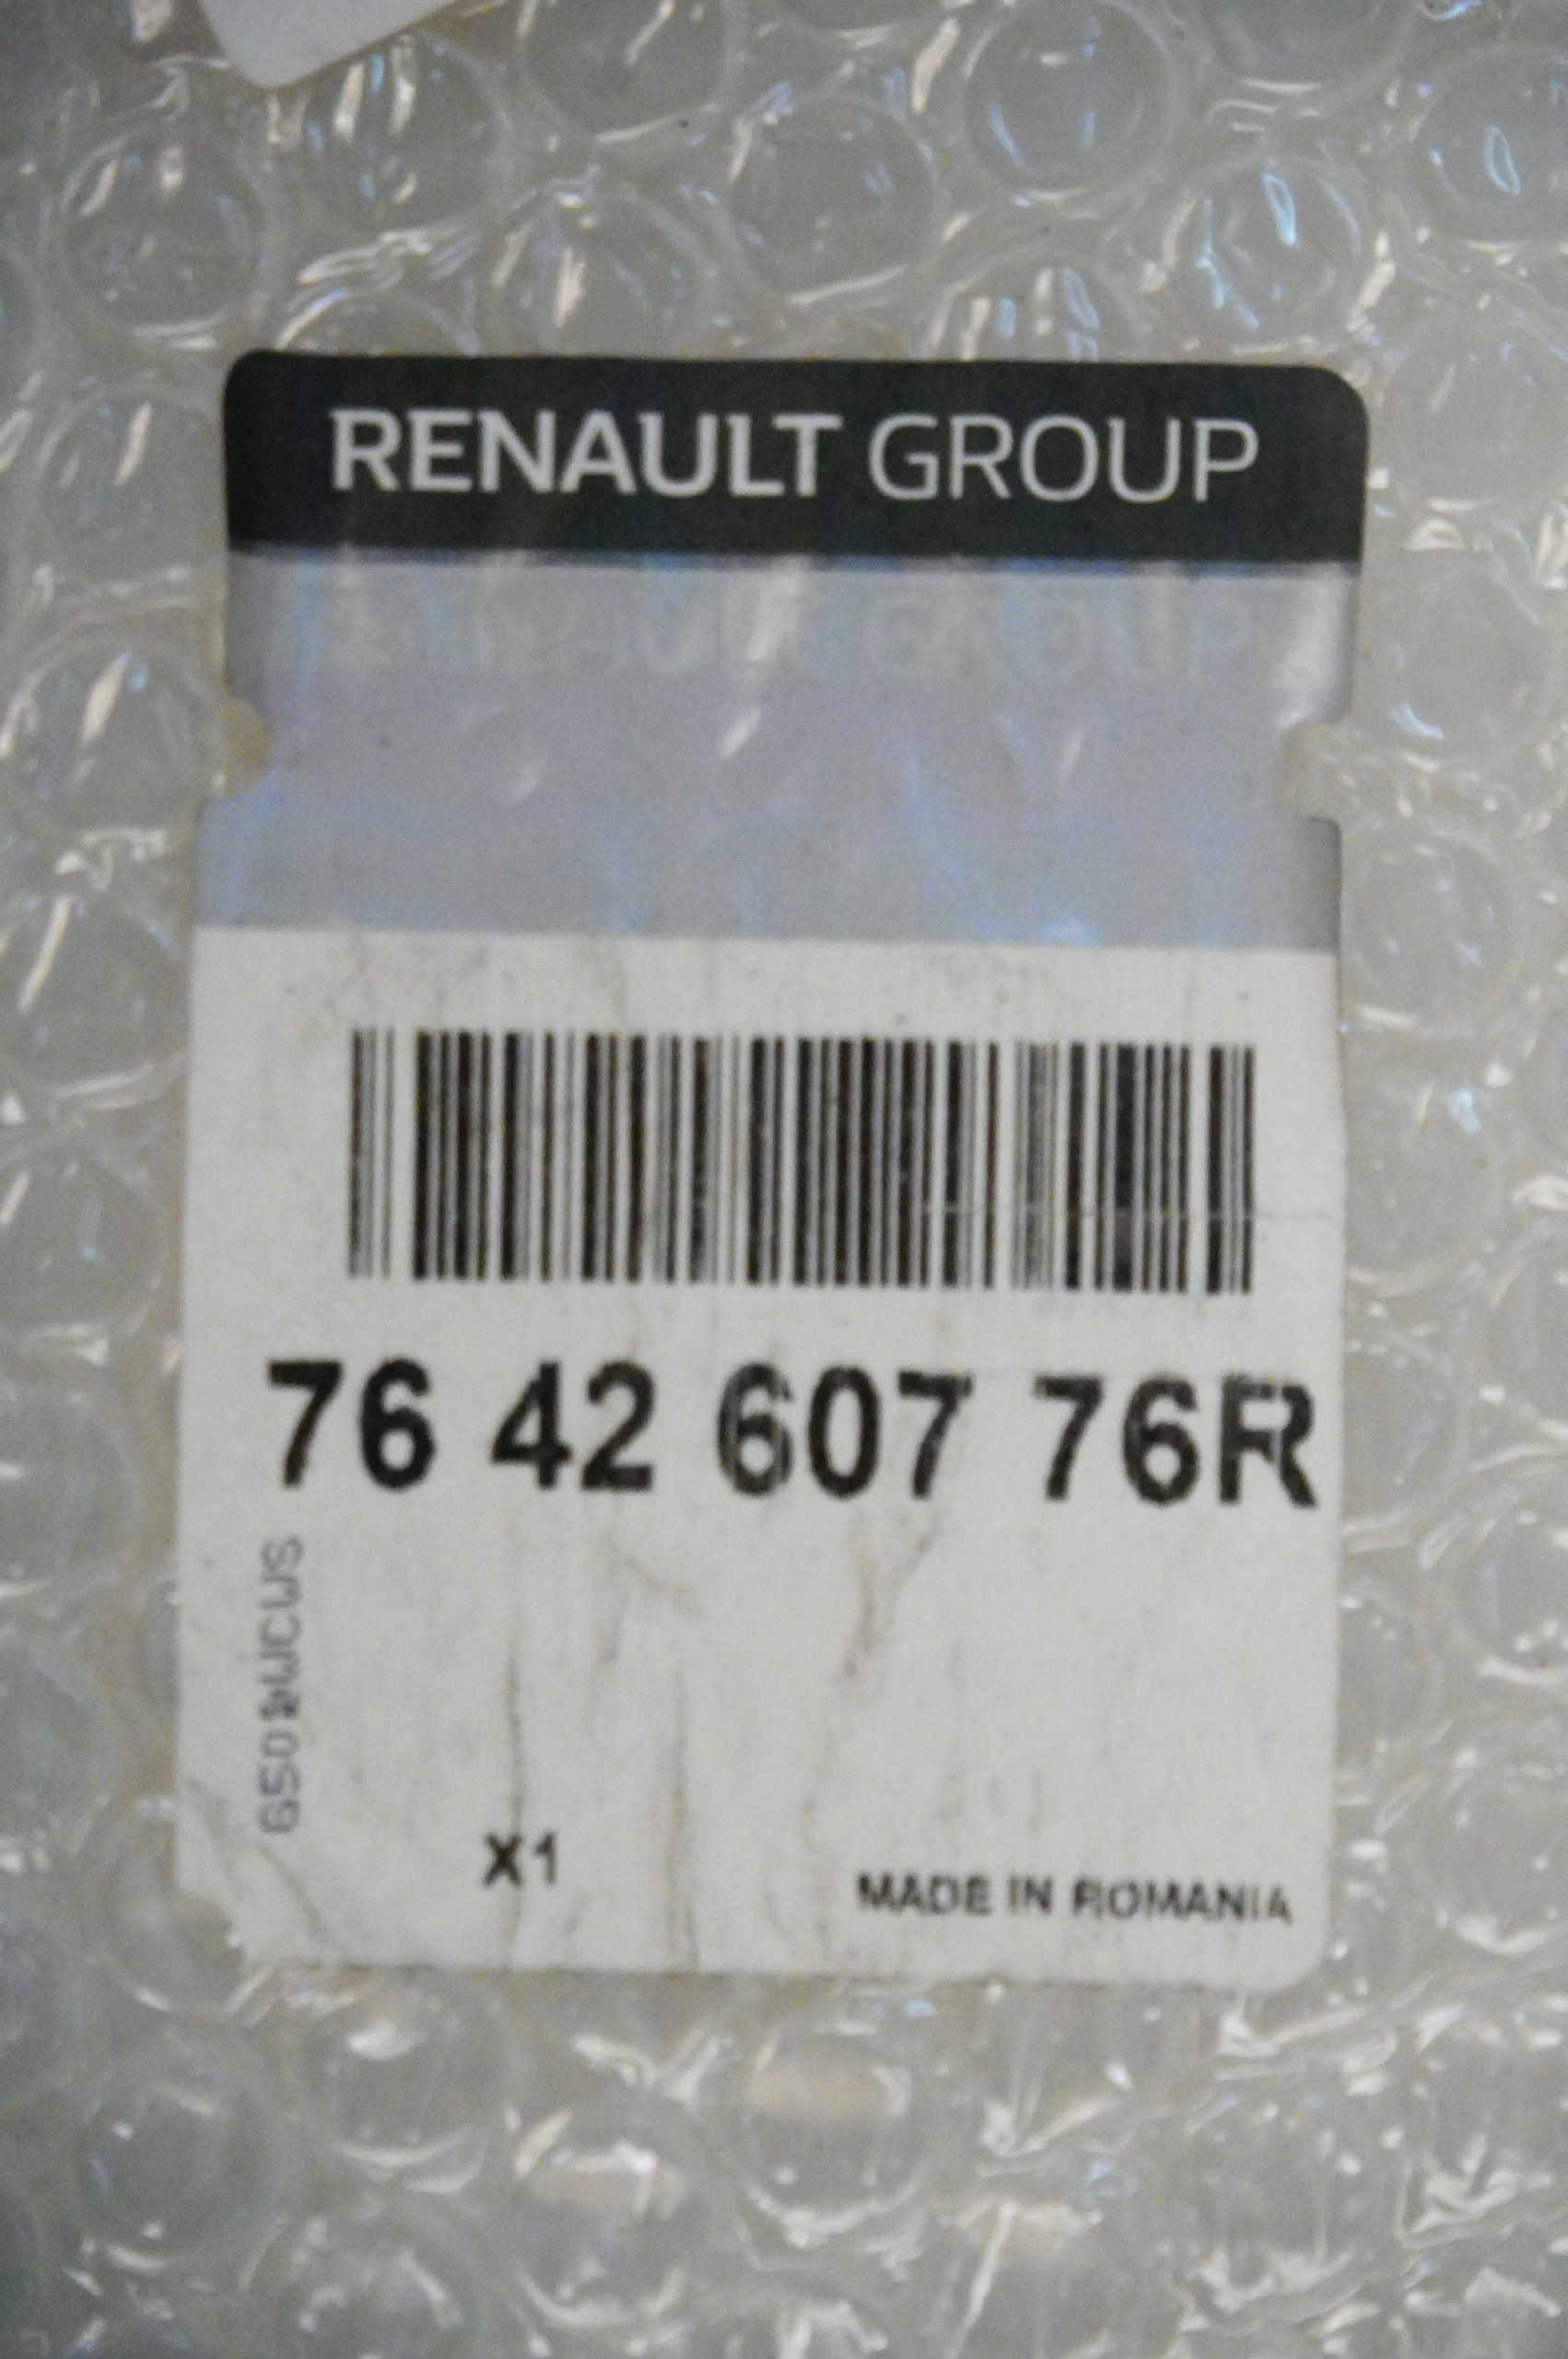 RENAULT GROUP
76 42 607 76R
X1
MADE IN ROMANIA